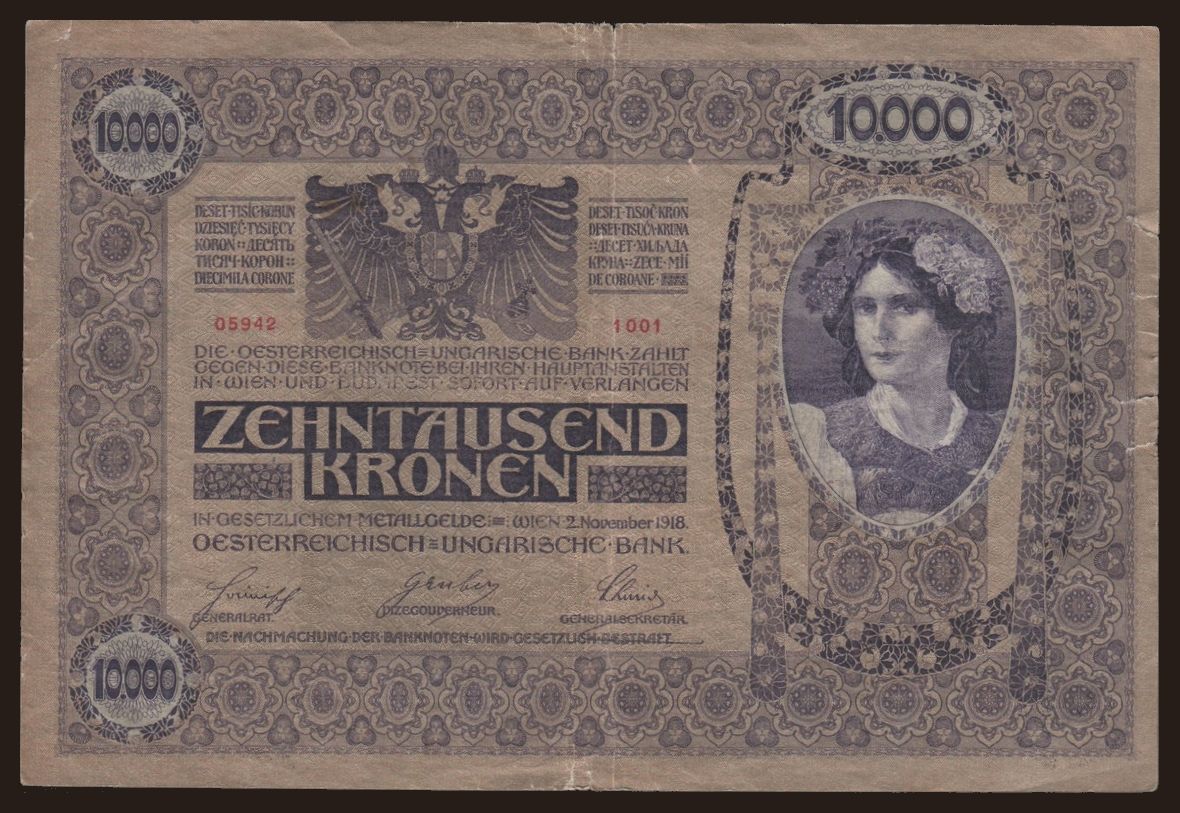 10.000
10.000
DESET·TISÍC·KORUN
DZIESIĘĆ·TYSIĘCY
KORON::ДЕСЯТЬ
ТИСЯЧ·КОРОН::
DIECIMILA CORONE
DESET·TISOČ·KRON
DESET·TISUĆA·KRUNA
::ДЕСЕТ·ХИЉАДА
КРУНА::ZECE·MII
DE COROANE·
05942
1001
DIE·OESTERREICHISCH=UNGARISCHE·BANK·ZAHLT
GEGEN·DIESE·BANKNOTE BEI·IHREN·HAUPTANSTALTEN
IN·WIEN·UND·BUDAPEST·SOFORT·AUF·VERLANGEN
ZEHNTAUSEND
KRONEN
IN·GESETZLICHEM METALLGELDE:=:WIEN 2.November 1918.
OESTERREICHISCH=UNGARISCHE·BANK.
Gruber
GENERALRAT.
VIZEGOUVERNEUR.
GENERALSEKRETÄR.
DIE·NACHMACHUNG DER BANKNOTEN·WIRD·GESETZLICH·BESTRAFT
10.000